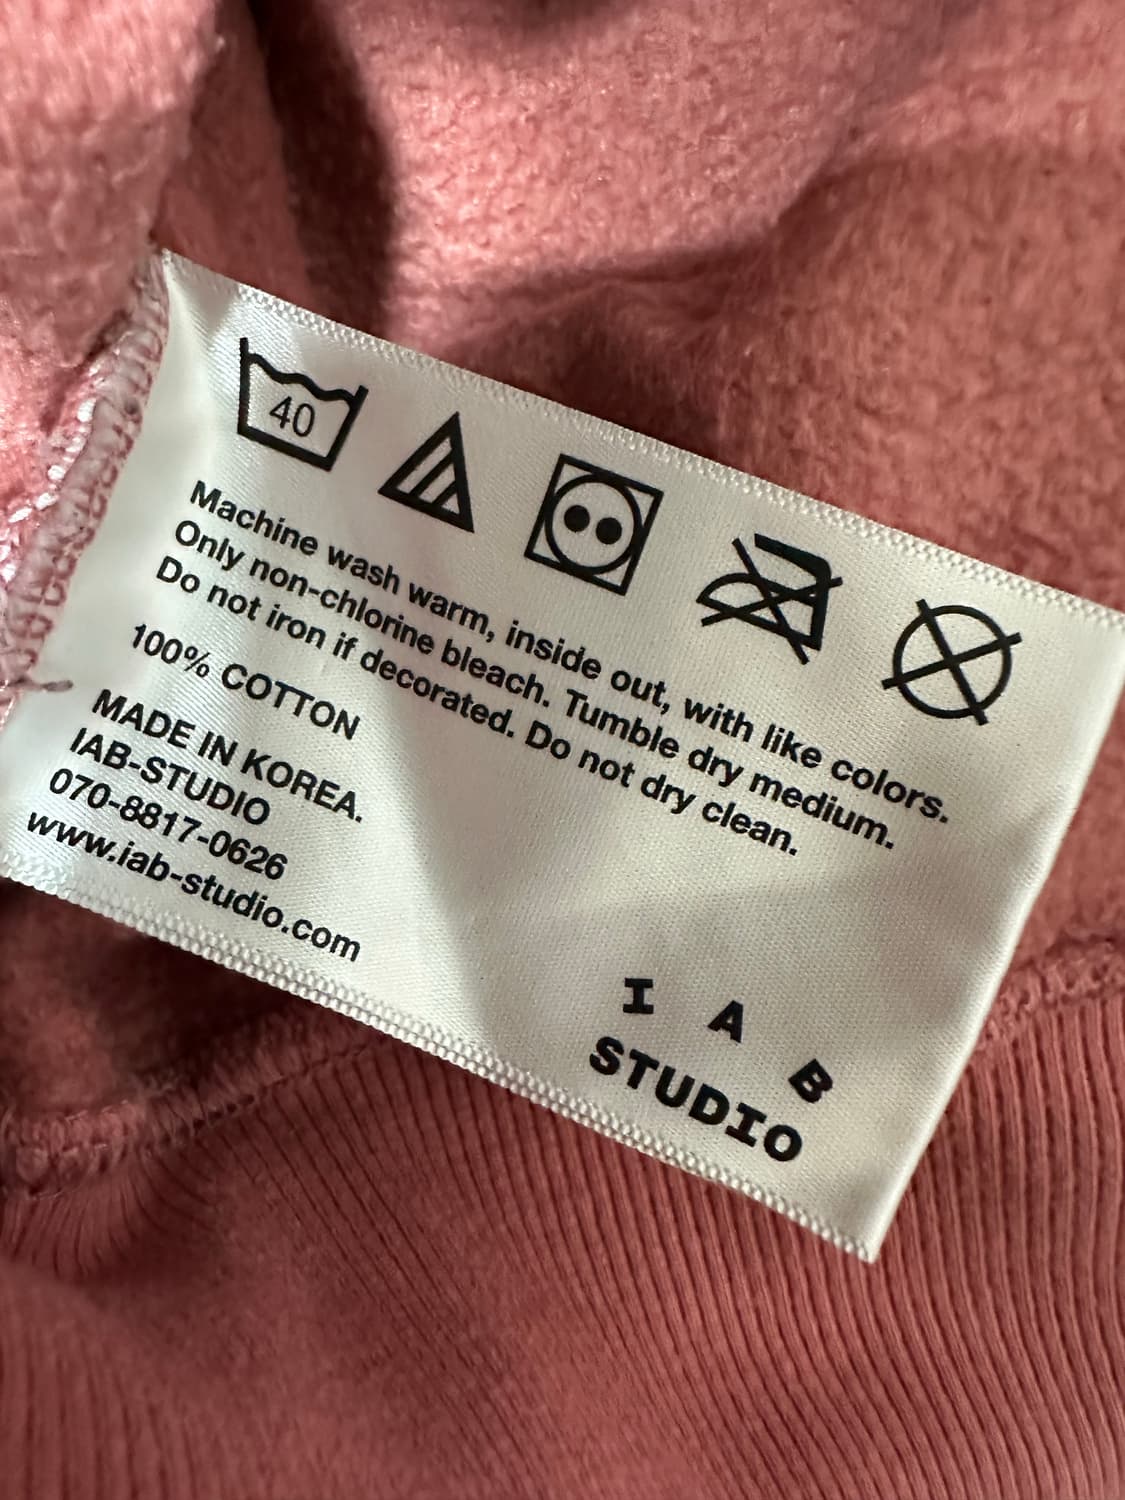 40
Machine wash warm, inside out, with like colors.
Only non-chlorine bleach. Tumble dry medium.
Do not iron if decorated. Do not dry clean.
100% COTTON
MADE IN KOREA.
IAB-STUDIO
070-8817-0626
www.iab-studio.com
I A B
STUDIO